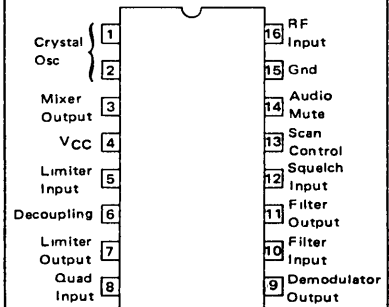 Crystal
Osc
1
2
Mixer
Output
3
VCC
4
Limiter
Input
5
Decoupling
6
Limiter
Output
7
Quad
Input
8
16
RF
Input
15
Gnd
14
Audio
Mute
13
Scan
Control
12
Squelch
Input
11
Filter
Output
10
Filter
Input
9
Demodulator
Output